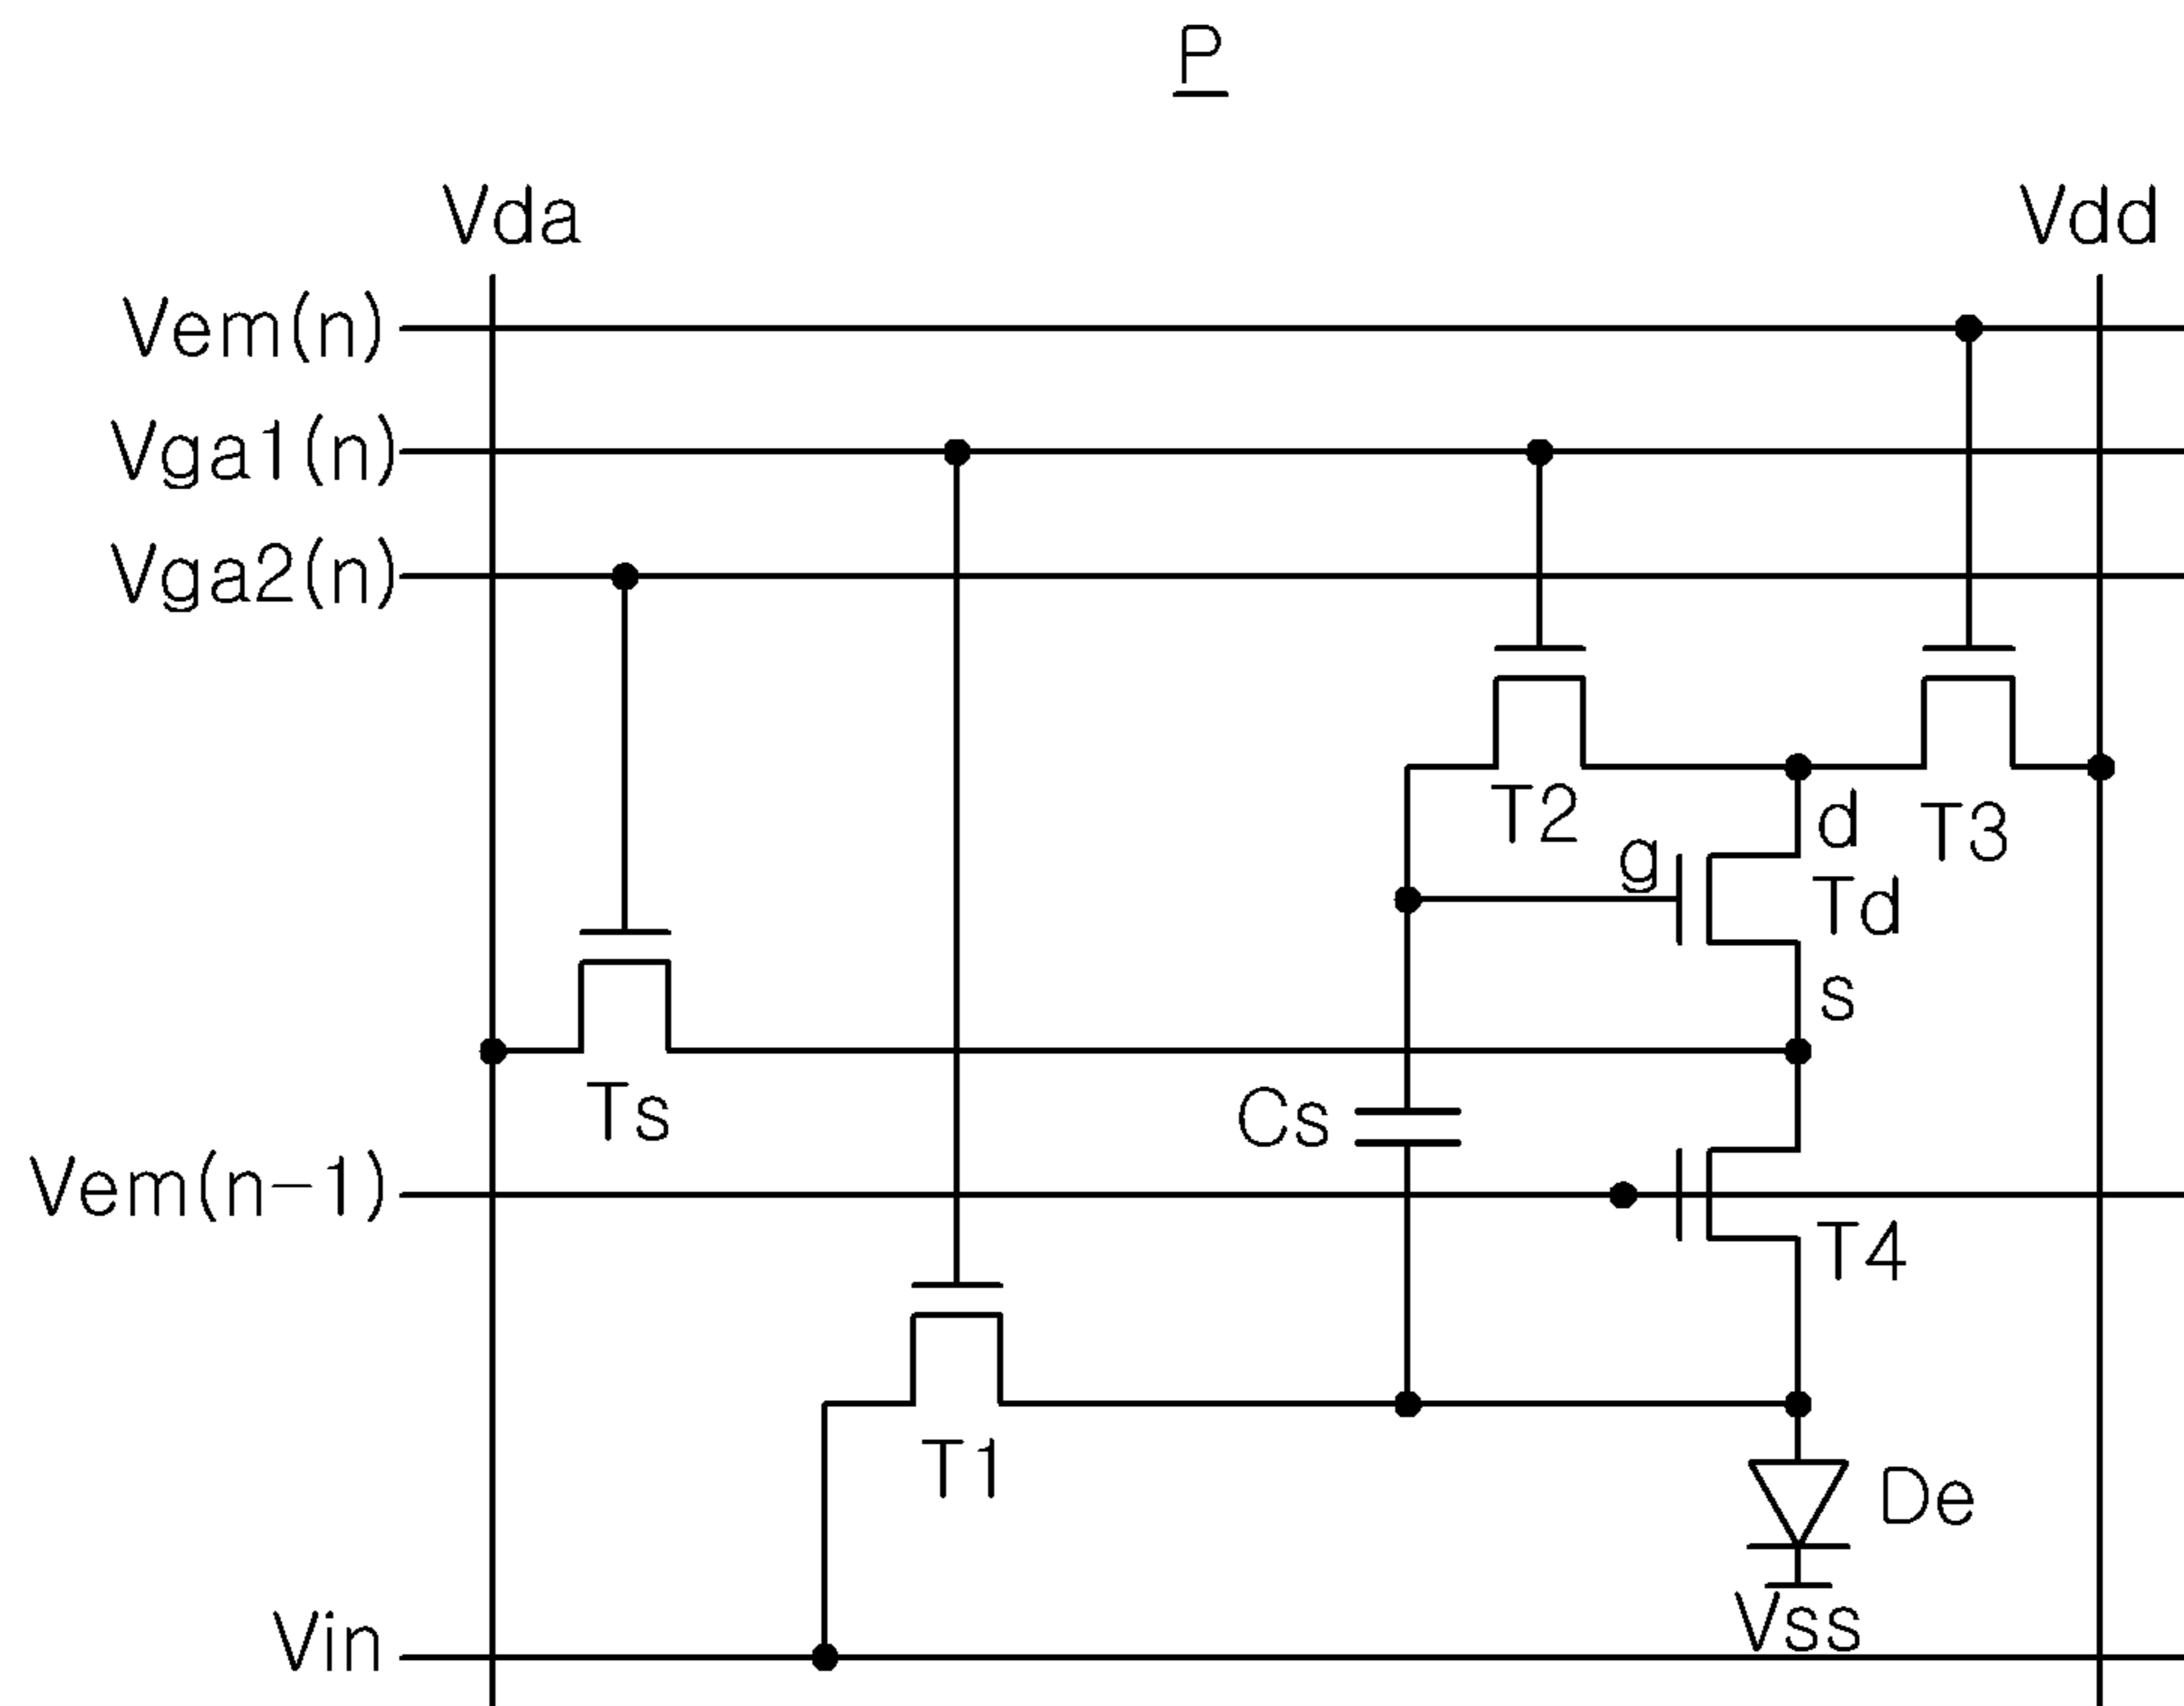 P
Vda
Vdd
Vem(n)
Vga1(n)
Vga2(n)
T2
d
T3
g
Td
s
Ts
Cs
Vem(n-1)
T4
T1
De
Vss
Vin